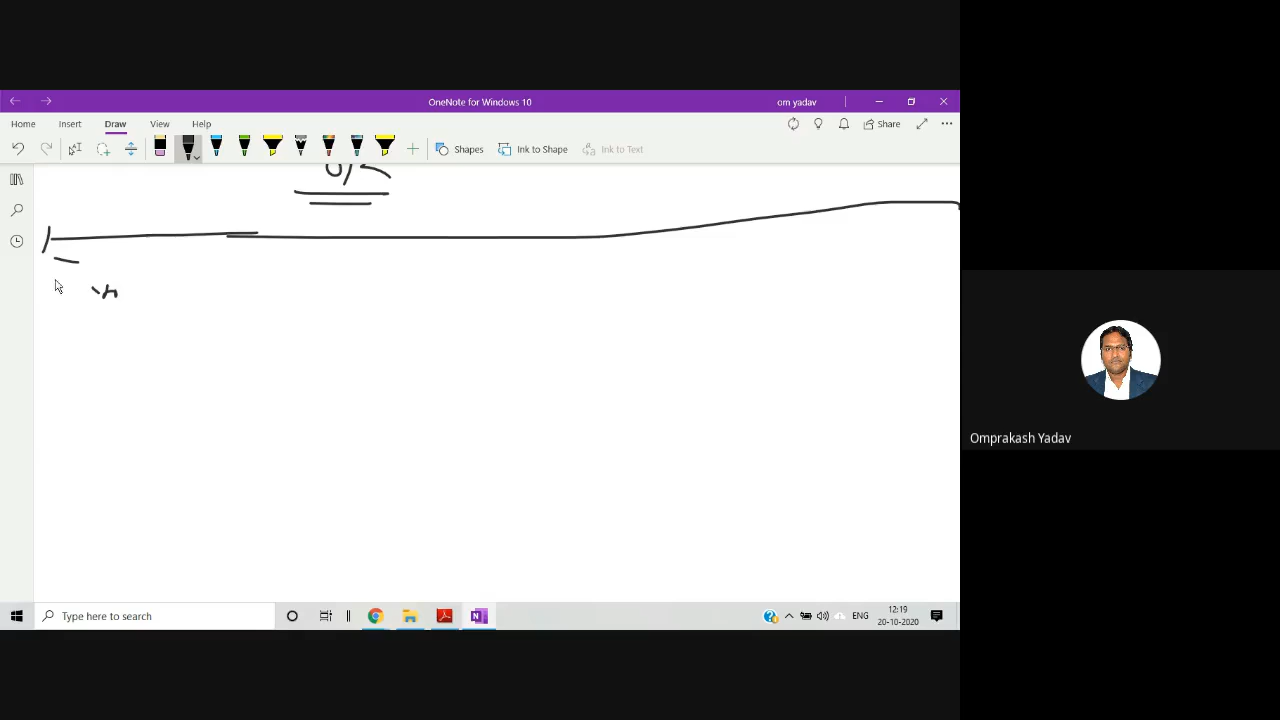 OneNote for Windows 10
om yadav
Home Insert Draw View Help
Share
Shapes Ink to Shape Ink to Text
Omprakash Yadav
Type here to search
ENG
12:19
20-10-2020